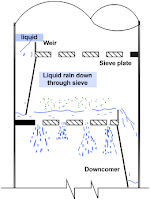 liquid
Weir
Sieve plate
Liquid rain down
through sieve
Downcomer